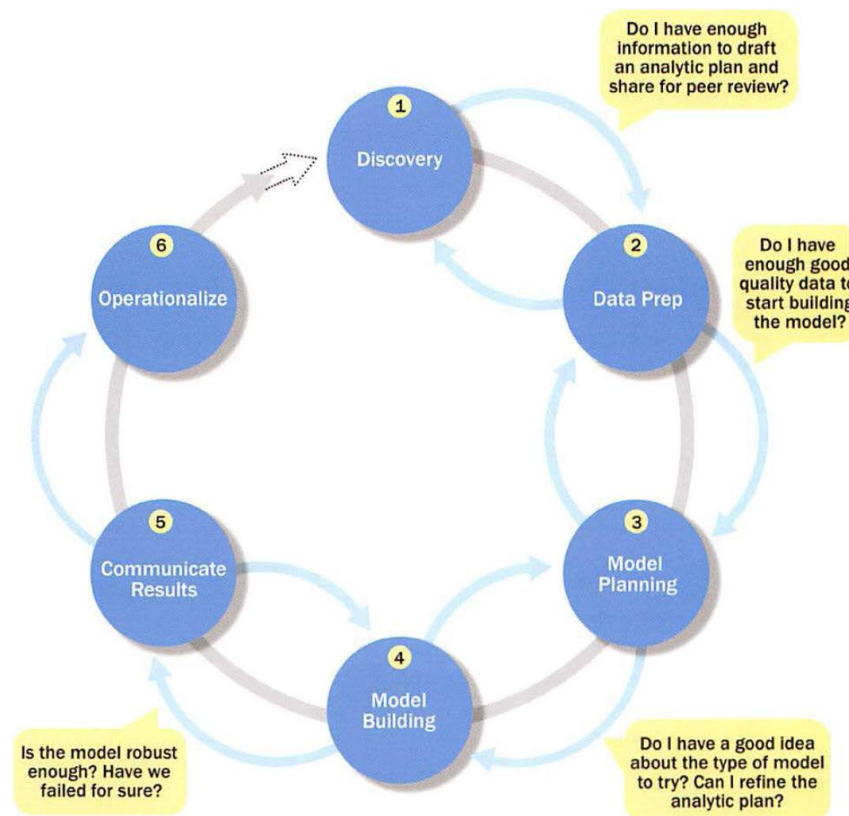 Do I have enough
information to draft
an analytic plan and
share for peer review?
1
Discovery
2
Data Prep
Do I have
enough good
quality data to
start building
the model?
3
Model
Planning
Do I have a good idea
about the type of model
to try? Can I refine the
analytic plan?
4
Model
Building
Is the model robust
enough? Have we
failed for sure?
5
Communicate
Results
6
Operationalize